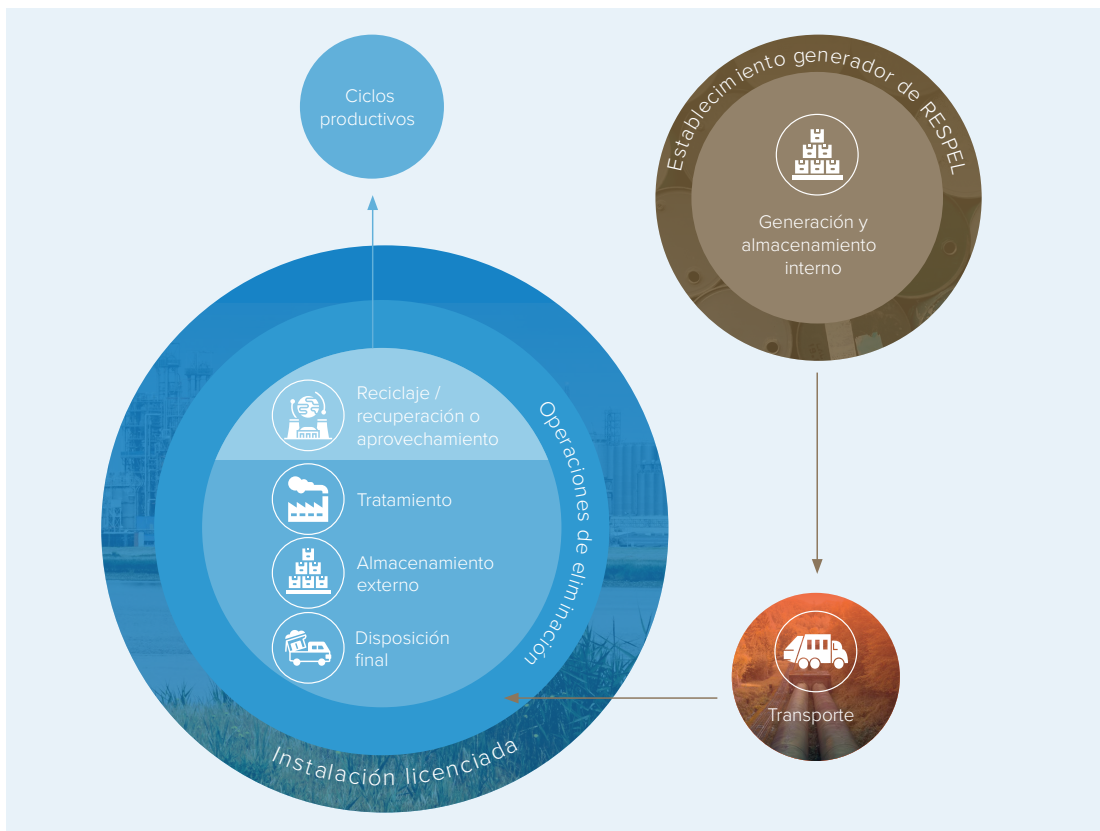 Ciclos
productivos
Establecimiento generador de RESPEL
Generación y
almacenamiento
interno
Reciclaje /
recuperación o
aprovechamiento
Tratamiento
Almacenamiento
externo
Disposición
final
Operaciones de eliminación
Instalación licenciada
Transporte